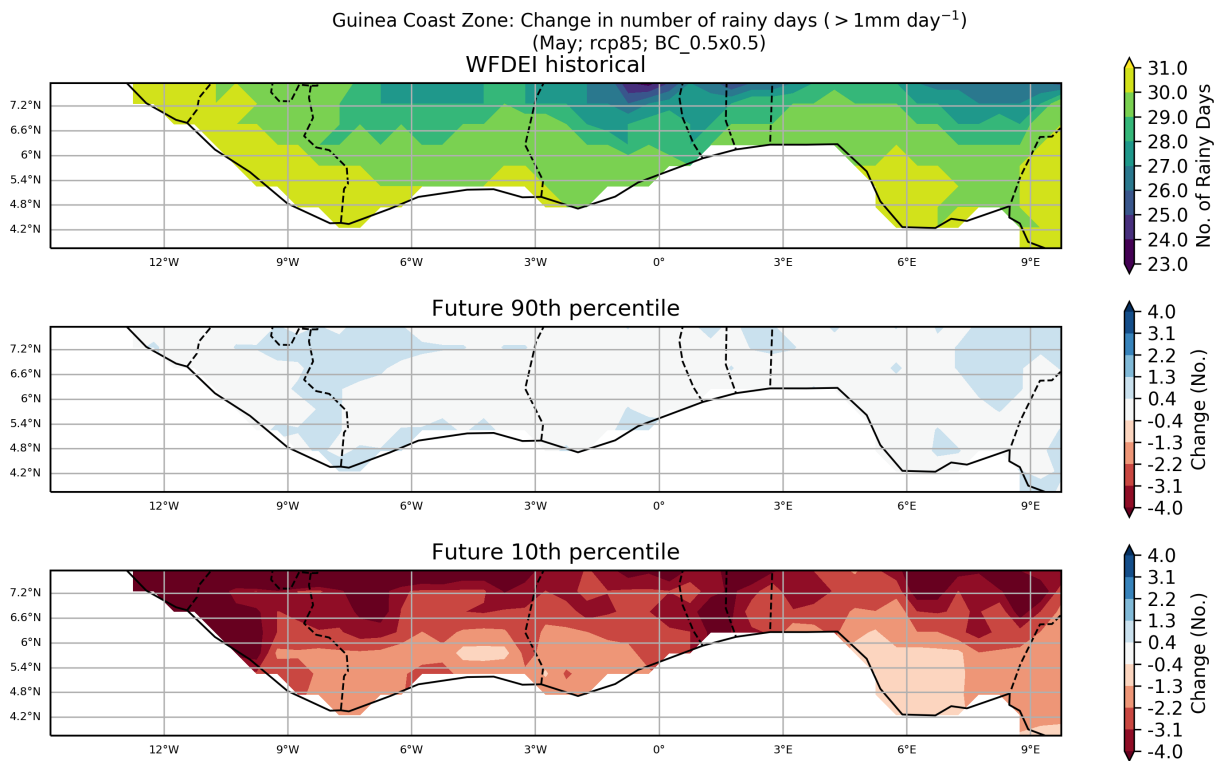 Guinea Coast Zone: Change in number of rainy days (>1mm day⁻¹)
(May; rcp85; BC_0.5x0.5)
WFDEI historical
7.2°N
6.6°N
6°N
5.4°N
4.8°N
4.2°N
12°W 9°W 6°W 3°W 0° 3°E 6°E 9°E
31.0
30.0
29.0
28.0
27.0
26.0
25.0
24.0
23.0
No. of Rainy Days
Future 90th percentile
7.2°N
6.6°N
6°N
5.4°N
4.8°N
4.2°N
12°W 9°W 6°W 3°W 0° 3°E 6°E 9°E
4.0
3.1
2.2
1.3
0.4
-0.4
-1.3
-2.2
-3.1
-4.0
Change (No.)
Future 10th percentile
7.2°N
6.6°N
6°N
5.4°N
4.8°N
4.2°N
12°W 9°W 6°W 3°W 0° 3°E 6°E 9°E
4.0
3.1
2.2
1.3
0.4
-0.4
-1.3
-2.2
-3.1
-4.0
Change (No.)